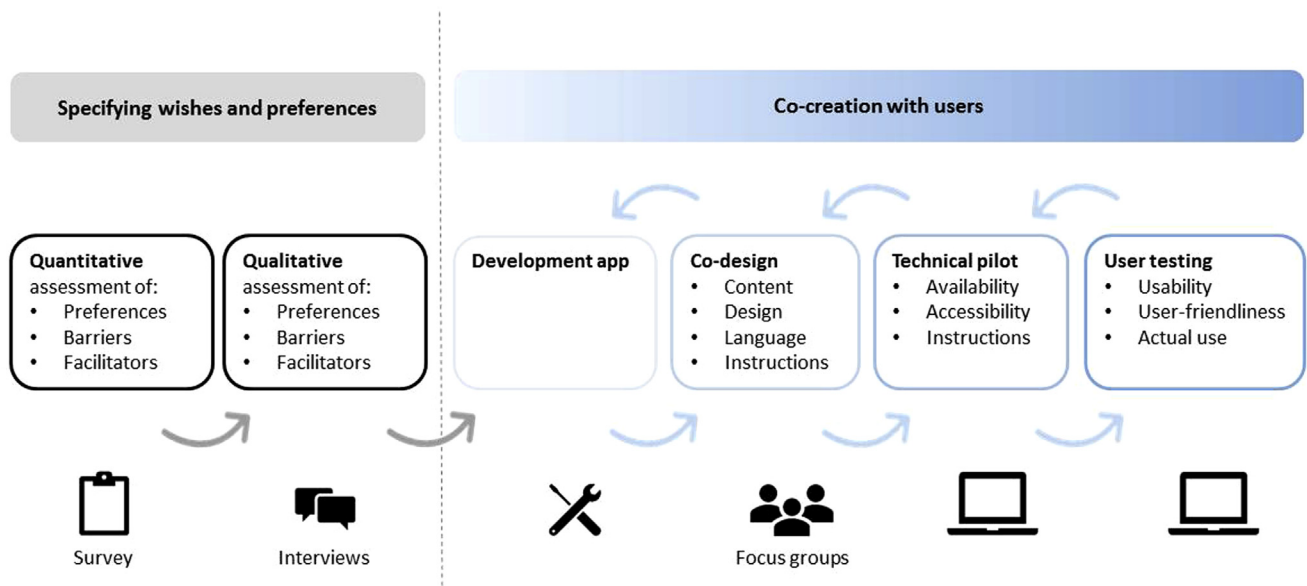 Specifying wishes and preferences
Co-creation with users
Quantitative
assessment of:
• Preferences
• Barriers
• Facilitators
Qualitative
assessment of:
• Preferences
• Barriers
• Facilitators
Development app
Co-design
• Content
• Design
• Language
• Instructions
Technical pilot
• Availability
• Accessibility
• Instructions
User testing
• Usability
• User-friendliness
• Actual use
Survey
Interviews
Focus groups